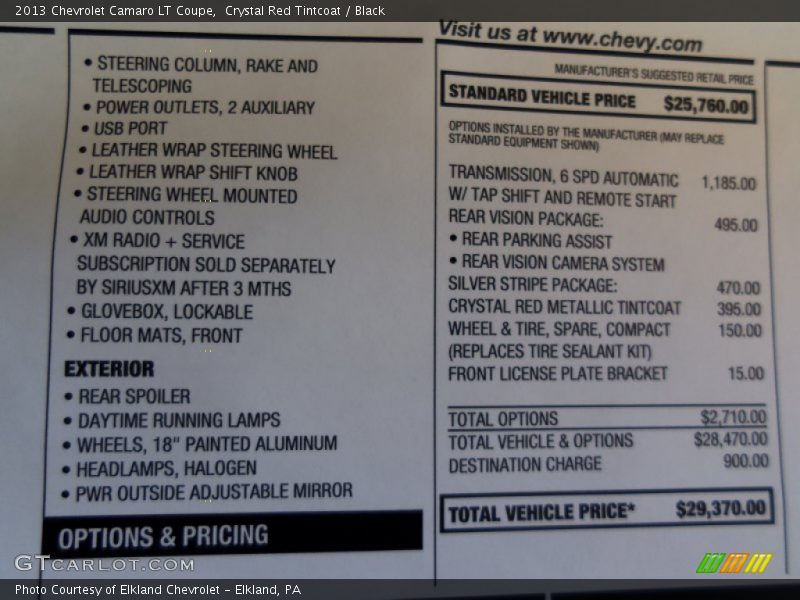 2013 Chevrolet Camaro LT Coupe,  Crystal Red Tintcoat / Black
• STEERING COLUMN, RAKE AND
TELESCOPING
• POWER OUTLETS, 2 AUXILIARY
• USB PORT
• LEATHER WRAP STEERING WHEEL
• LEATHER WRAP SHIFT KNOB
• STEERING WHEEL MOUNTED
AUDIO CONTROLS
• XM RADIO + SERVICE
SUBSCRIPTION SOLD SEPARATELY
BY SIRIUSXM AFTER 3 MTHS
• GLOVEBOX, LOCKABLE
• FLOOR MATS, FRONT
EXTERIOR
• REAR SPOILER
• DAYTIME RUNNING LAMPS
• WHEELS, 18" PAINTED ALUMINUM
• HEADLAMPS, HALOGEN
• PWR OUTSIDE ADJUSTABLE MIRROR
OPTIONS & PRICING
Visit us at www.chevy.com
MANUFACTURER'S SUGGESTED RETAIL PRICE
STANDARD VEHICLE PRICE $25,760.00
OPTIONS INSTALLED BY THE MANUFACTURER (MAY REPLACE
STANDARD EQUIPMENT SHOWN)
TRANSMISSION, 6 SPD AUTOMATIC 1,185.00
W/ TAP SHIFT AND REMOTE START
REAR VISION PACKAGE: 495.00
• REAR PARKING ASSIST
• REAR VISION CAMERA SYSTEM
SILVER STRIPE PACKAGE: 470.00
CRYSTAL RED METALLIC TINTCOAT 395.00
WHEEL & TIRE, SPARE, COMPACT 150.00
(REPLACES TIRE SEALANT KIT)
FRONT LICENSE PLATE BRACKET 15.00
TOTAL OPTIONS $2,710.00
TOTAL VEHICLE & OPTIONS $28,470.00
DESTINATION CHARGE 900.00
TOTAL VEHICLE PRICE* $29,370.00
GTCARLOT.COM
Photo Courtesy of Elkland Chevrolet – Elkland, PA